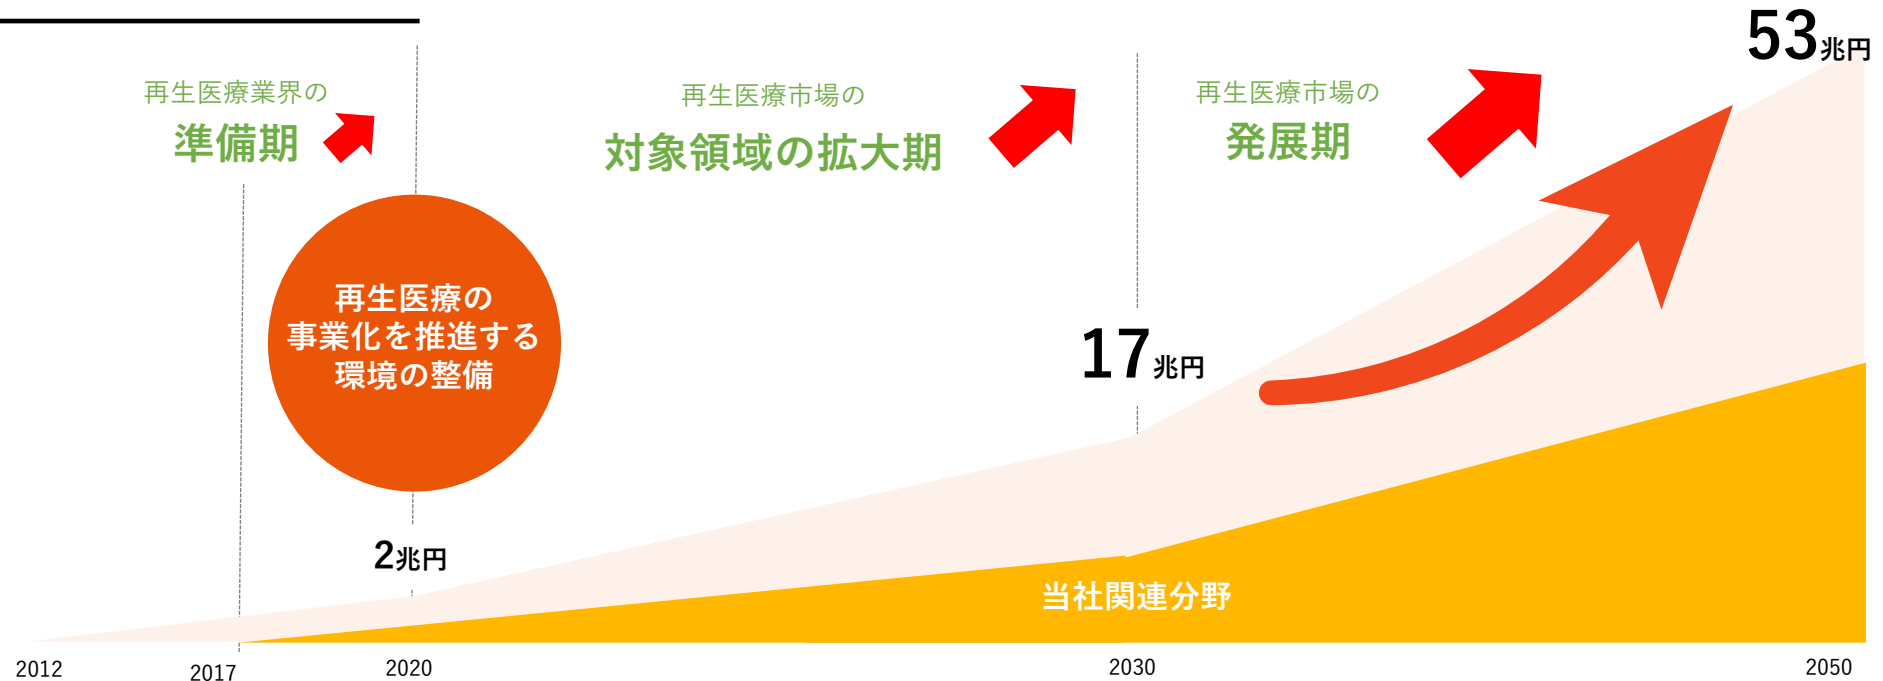 再生医療業界の
準備期
再生医療市場の
対象領域の拡大期
再生医療市場の
発展期
53兆円
再生医療の
事業化を推進する
環境の整備
17兆円
2兆円
当社関連分野
2012
2017
2020
2030
2050